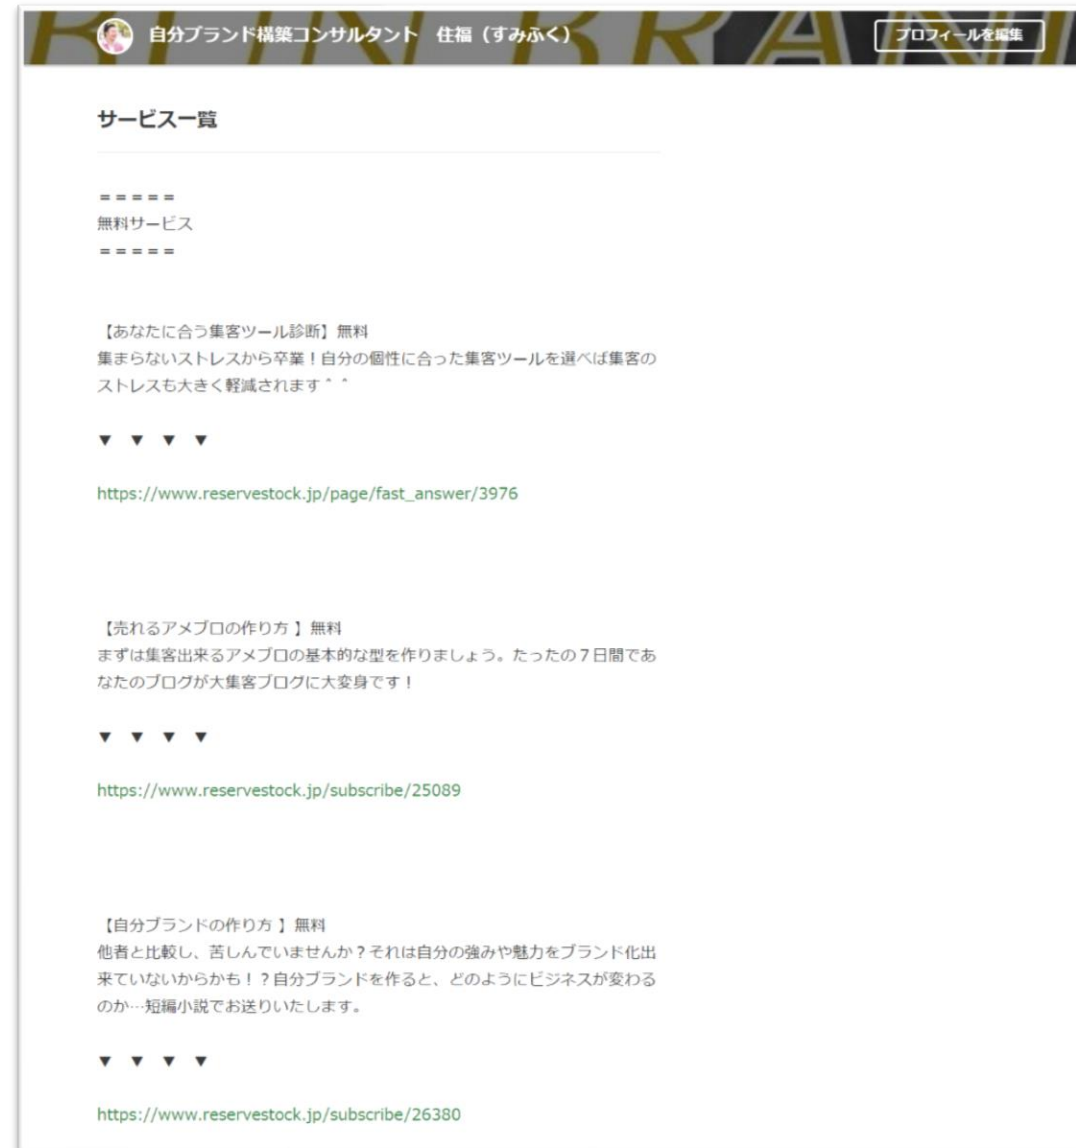 自分ブランド構築コンサルタント　住福（すみふく）
プロフィールを編集
サービス一覧
＝＝＝＝＝
無料サービス
＝＝＝＝＝
【あなたに合う集客ツール診断】無料
集まらないストレスから卒業！自分の個性に合った集客ツールを選べば集客の
ストレスも大きく軽減されます＾＾
▼　▼　▼　▼
https://www.reservestock.jp/page/fast_answer/3976
【売れるアメブロの作り方 】無料
まずは集客出来るアメブロの基本的な型を作りましょう。たったの７日間であ
なたのブログが大集客ブログに大変身です！
▼　▼　▼　▼
https://www.reservestock.jp/subscribe/25089
【自分ブランドの作り方 】無料
他者と比較し、苦しんでいませんか？それは自分の強みや魅力をブランド化出
来ていないからかも！？自分ブランドを作ると、どのようにビジネスが変わる
のか…短編小説でお送りいたします。
▼　▼　▼　▼
https://www.reservestock.jp/subscribe/26380